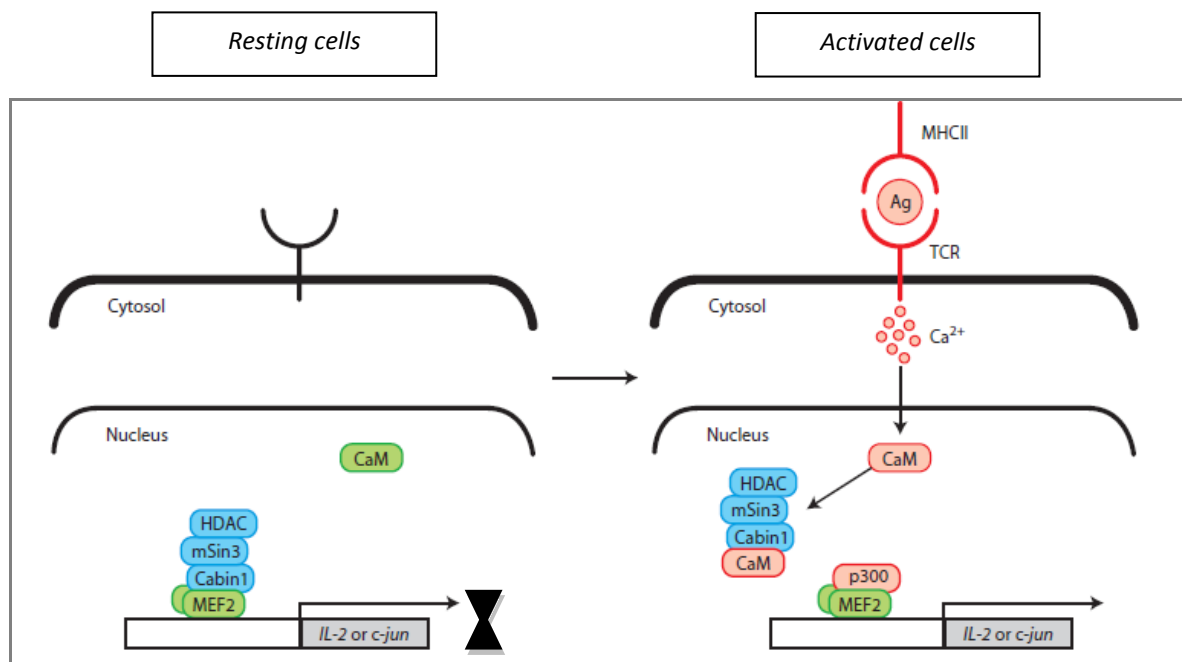 Resting cells
Activated cells
MHCII
Ag
TCR
Cytosol
Cytosol
Ca²⁺
Nucleus
Nucleus
CaM
CaM
HDAC
mSin3
Cabin1
MEF2
IL-2 or c-jun
HDAC
mSin3
Cabin1
CaM
p300
MEF2
IL-2 or c-jun